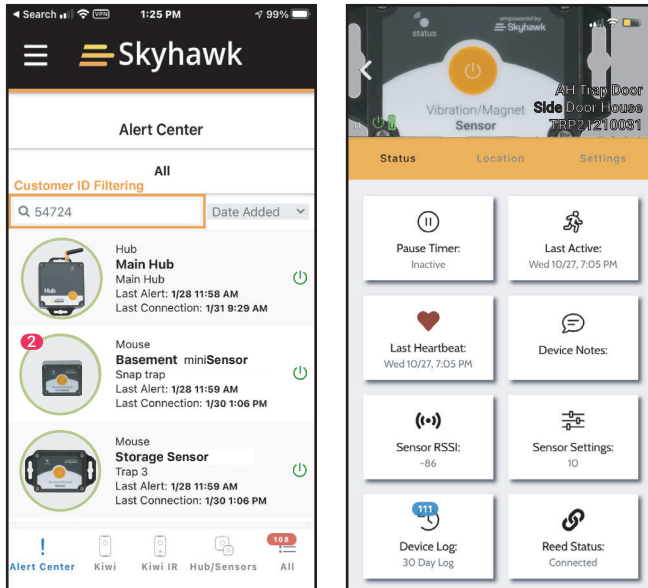 Search
VPN
1:25 PM
99%
Skyhawk
Alert Center
All
Customer ID Filtering
54724
Date Added
Hub
Hub
Main Hub
Main Hub
Last Alert: 1/28 11:58 AM
Last Connection: 1/31 9:29 AM
2
Mouse
Basement miniSensor
Snap trap
Last Alert: 1/28 11:59 AM
Last Connection: 1/30 1:06 PM
Mouse
Storage Sensor
Trap 3
Last Alert: 1/28 11:59 AM
Last Connection: 1/30 1:06 PM
108
Alert Center
Kiwi
Kiwi IR
Hub/Sensors
All
status
empowered by
Skyhawk
Vibration/Magnet
Sensor
AH Trap Door
Side Door House
TRP21210031
Status
Location
Settings
Pause Timer:
Inactive
Last Active:
Wed 10/27, 7:05 PM
Last Heartbeat:
Wed 10/27, 7:05 PM
Device Notes:
Sensor RSSI:
-86
Sensor Settings:
10
111
Device Log:
30 Day Log
Reed Status:
Connected